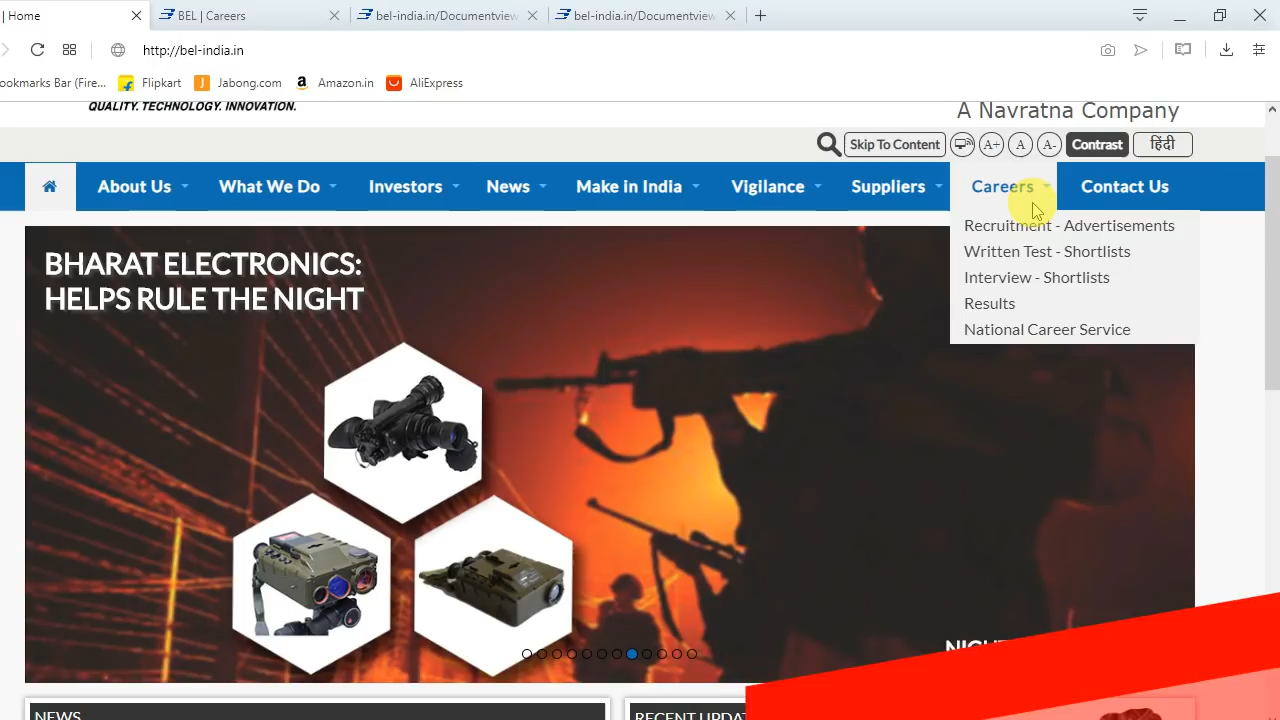 | Home
BEL | Careers
bel-india.in/Documentview
bel-india.in/Documentview
http://bel-india.in
ookmarks Bar (Fire...
Flipkart
Jabong.com
Amazon.in
AliExpress
QUALITY. TECHNOLOGY. INNOVATION.
A Navratna Company
Skip To Content
A+
A
A-
Contrast
हिंदी
About Us
What We Do
Investors
News
Make in India
Vigilance
Suppliers
Careers
Contact Us
Recruitment - Advertisements
Written Test - Shortlists
Interview - Shortlists
Results
National Career Service
BHARAT ELECTRONICS:
HELPS RULE THE NIGHT
NEWS
RECENT UPDAT